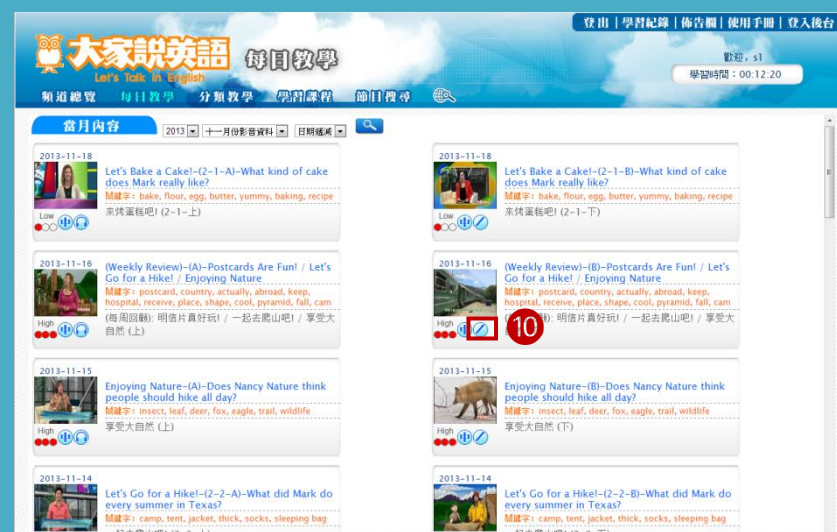 登出 | 學習紀錄 | 佈告欄 | 使用手冊 | 登入後台
大家說英語 每日教學
Let's Talk in English
歡迎, s1
學習時間：00:12:20
頻道總覽 每日教學 分類教學 學習課程 節目搜尋
當月內容 2013 十一月份影音資料 日期遞減
2013-11-18
Let's Bake a Cake!-(2-1-A)-What kind of cake
does Mark really like?
關鍵字: bake, flour, egg, butter, yummy, baking, recipe
來烤蛋糕吧! (2-1-上)
Low
中
2013-11-18
Let's Bake a Cake!-(2-1-B)-What kind of cake
does Mark really like?
關鍵字: bake, flour, egg, butter, yummy, baking, recipe
來烤蛋糕吧! (2-1-下)
Low
中
2013-11-16
(Weekly Review)-(A)-Postcards Are Fun! / Let's
Go for a Hike! / Enjoying Nature
關鍵字: postcard, country, actually, abroad, keep,
hospital, receive, place, shape, cool, pyramid, fall, cam
(每周回顧): 明信片真好玩! / 一起去爬山吧! / 享受大
自然 (上)
High
中
2013-11-16
(Weekly Review)-(B)-Postcards Are Fun! / Let's
Go for a Hike! / Enjoying Nature
關鍵字: postcard, country, actually, abroad, keep,
hospital, receive, place, shape, cool, pyramid, fall, cam
明信片真好玩! / 一起去爬山吧! / 享受大
High
中
10
2013-11-15
Enjoying Nature-(A)-Does Nancy Nature think
people should hike all day?
關鍵字: insect, leaf, deer, fox, eagle, trail, wildlife
享受大自然 (上)
High
中
2013-11-15
Enjoying Nature-(B)-Does Nancy Nature think
people should hike all day?
關鍵字: insect, leaf, deer, fox, eagle, trail, wildlife
享受大自然 (下)
High
中
2013-11-14
Let's Go for a Hike!-(2-2-A)-What did Mark do
every summer in Texas?
關鍵字: camp, tent, jacket, thick, socks, sleeping bag
2013-11-14
Let's Go for a Hike!-(2-2-B)-What did Mark do
every summer in Texas?
關鍵字: camp, tent, jacket, thick, socks, sleeping bag